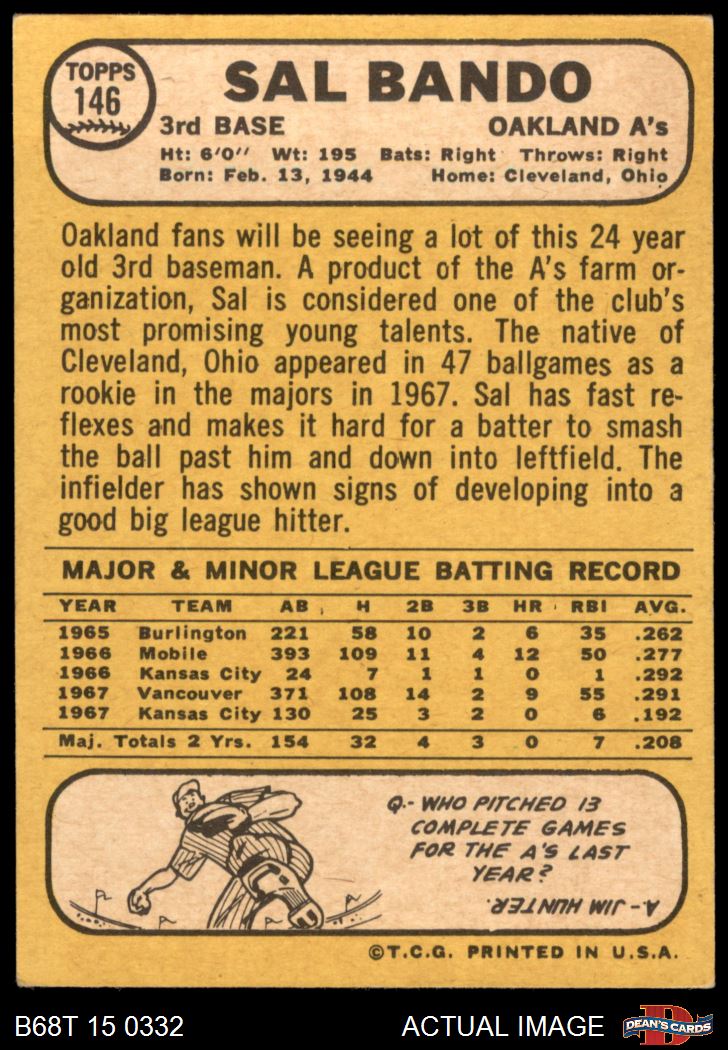 TOPPS
146
SAL BANDO
3rd BASE OAKLAND A's
Ht: 6'0'' Wt: 195 Bats: Right Throws: Right
Born: Feb. 13, 1944 Home: Cleveland, Ohio
Oakland fans will be seeing a lot of this 24 year
old 3rd baseman. A product of the A's farm or-
ganization, Sal is considered one of the club's
most promising young talents. The native of
Cleveland, Ohio appeared in 47 ballgames as a
rookie in the majors in 1967. Sal has fast re-
flexes and makes it hard for a batter to smash
the ball past him and down into leftfield. The
infielder has shown signs of developing into a
good big league hitter.
MAJOR & MINOR LEAGUE BATTING RECORD
YEAR TEAM AB H 2B 3B HR RBI AVG.
1965 Burlington 221 58 10 2 6 35 .262
1966 Mobile 393 109 11 4 12 50 .277
1966 Kansas City 24 7 1 1 0 1 .292
1967 Vancouver 371 108 14 2 9 55 .291
1967 Kansas City 130 25 3 2 0 6 .192
Maj. Totals 2 Yrs. 154 32 4 3 0 7 .208
Q.- WHO PITCHED 13
COMPLETE GAMES
FOR THE A'S LAST
YEAR?
A.- JIM HUNTER.
©T.C.G. PRINTED IN U.S.A.
B68T 15 0332 ACTUAL IMAGE
D
DEAN'S CARDS